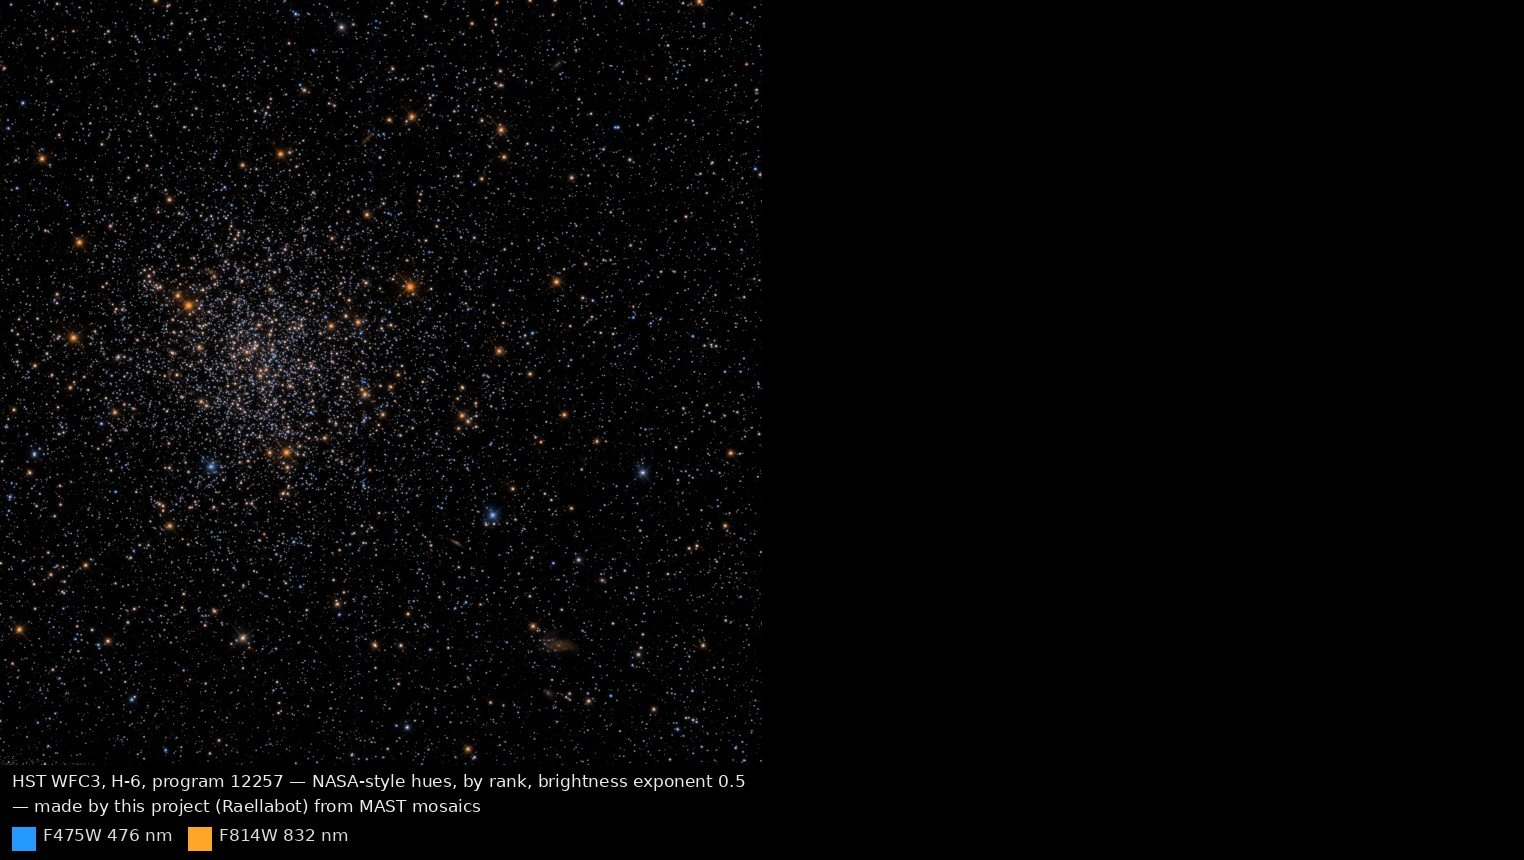 HST WFC3, H-6, program 12257 — NASA-style hues, by rank, brightness exponent 0.5
— made by this project (Raellabot) from MAST mosaics
F475W 476 nm F814W 832 nm